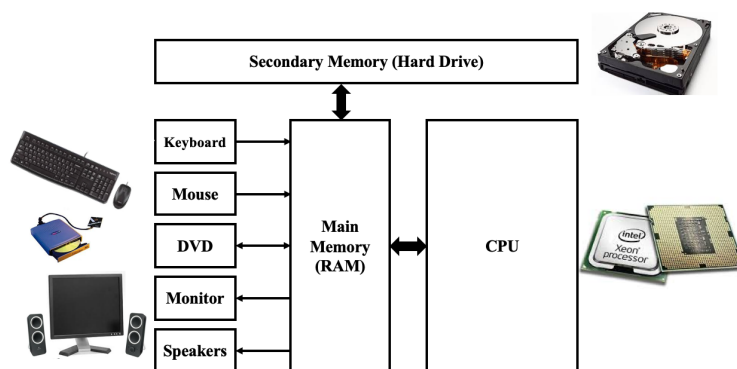 Secondary Memory (Hard Drive)
Keyboard
Mouse
DVD
Monitor
Speakers
Main
Memory
(RAM)
CPU
intel
Xeon
processor